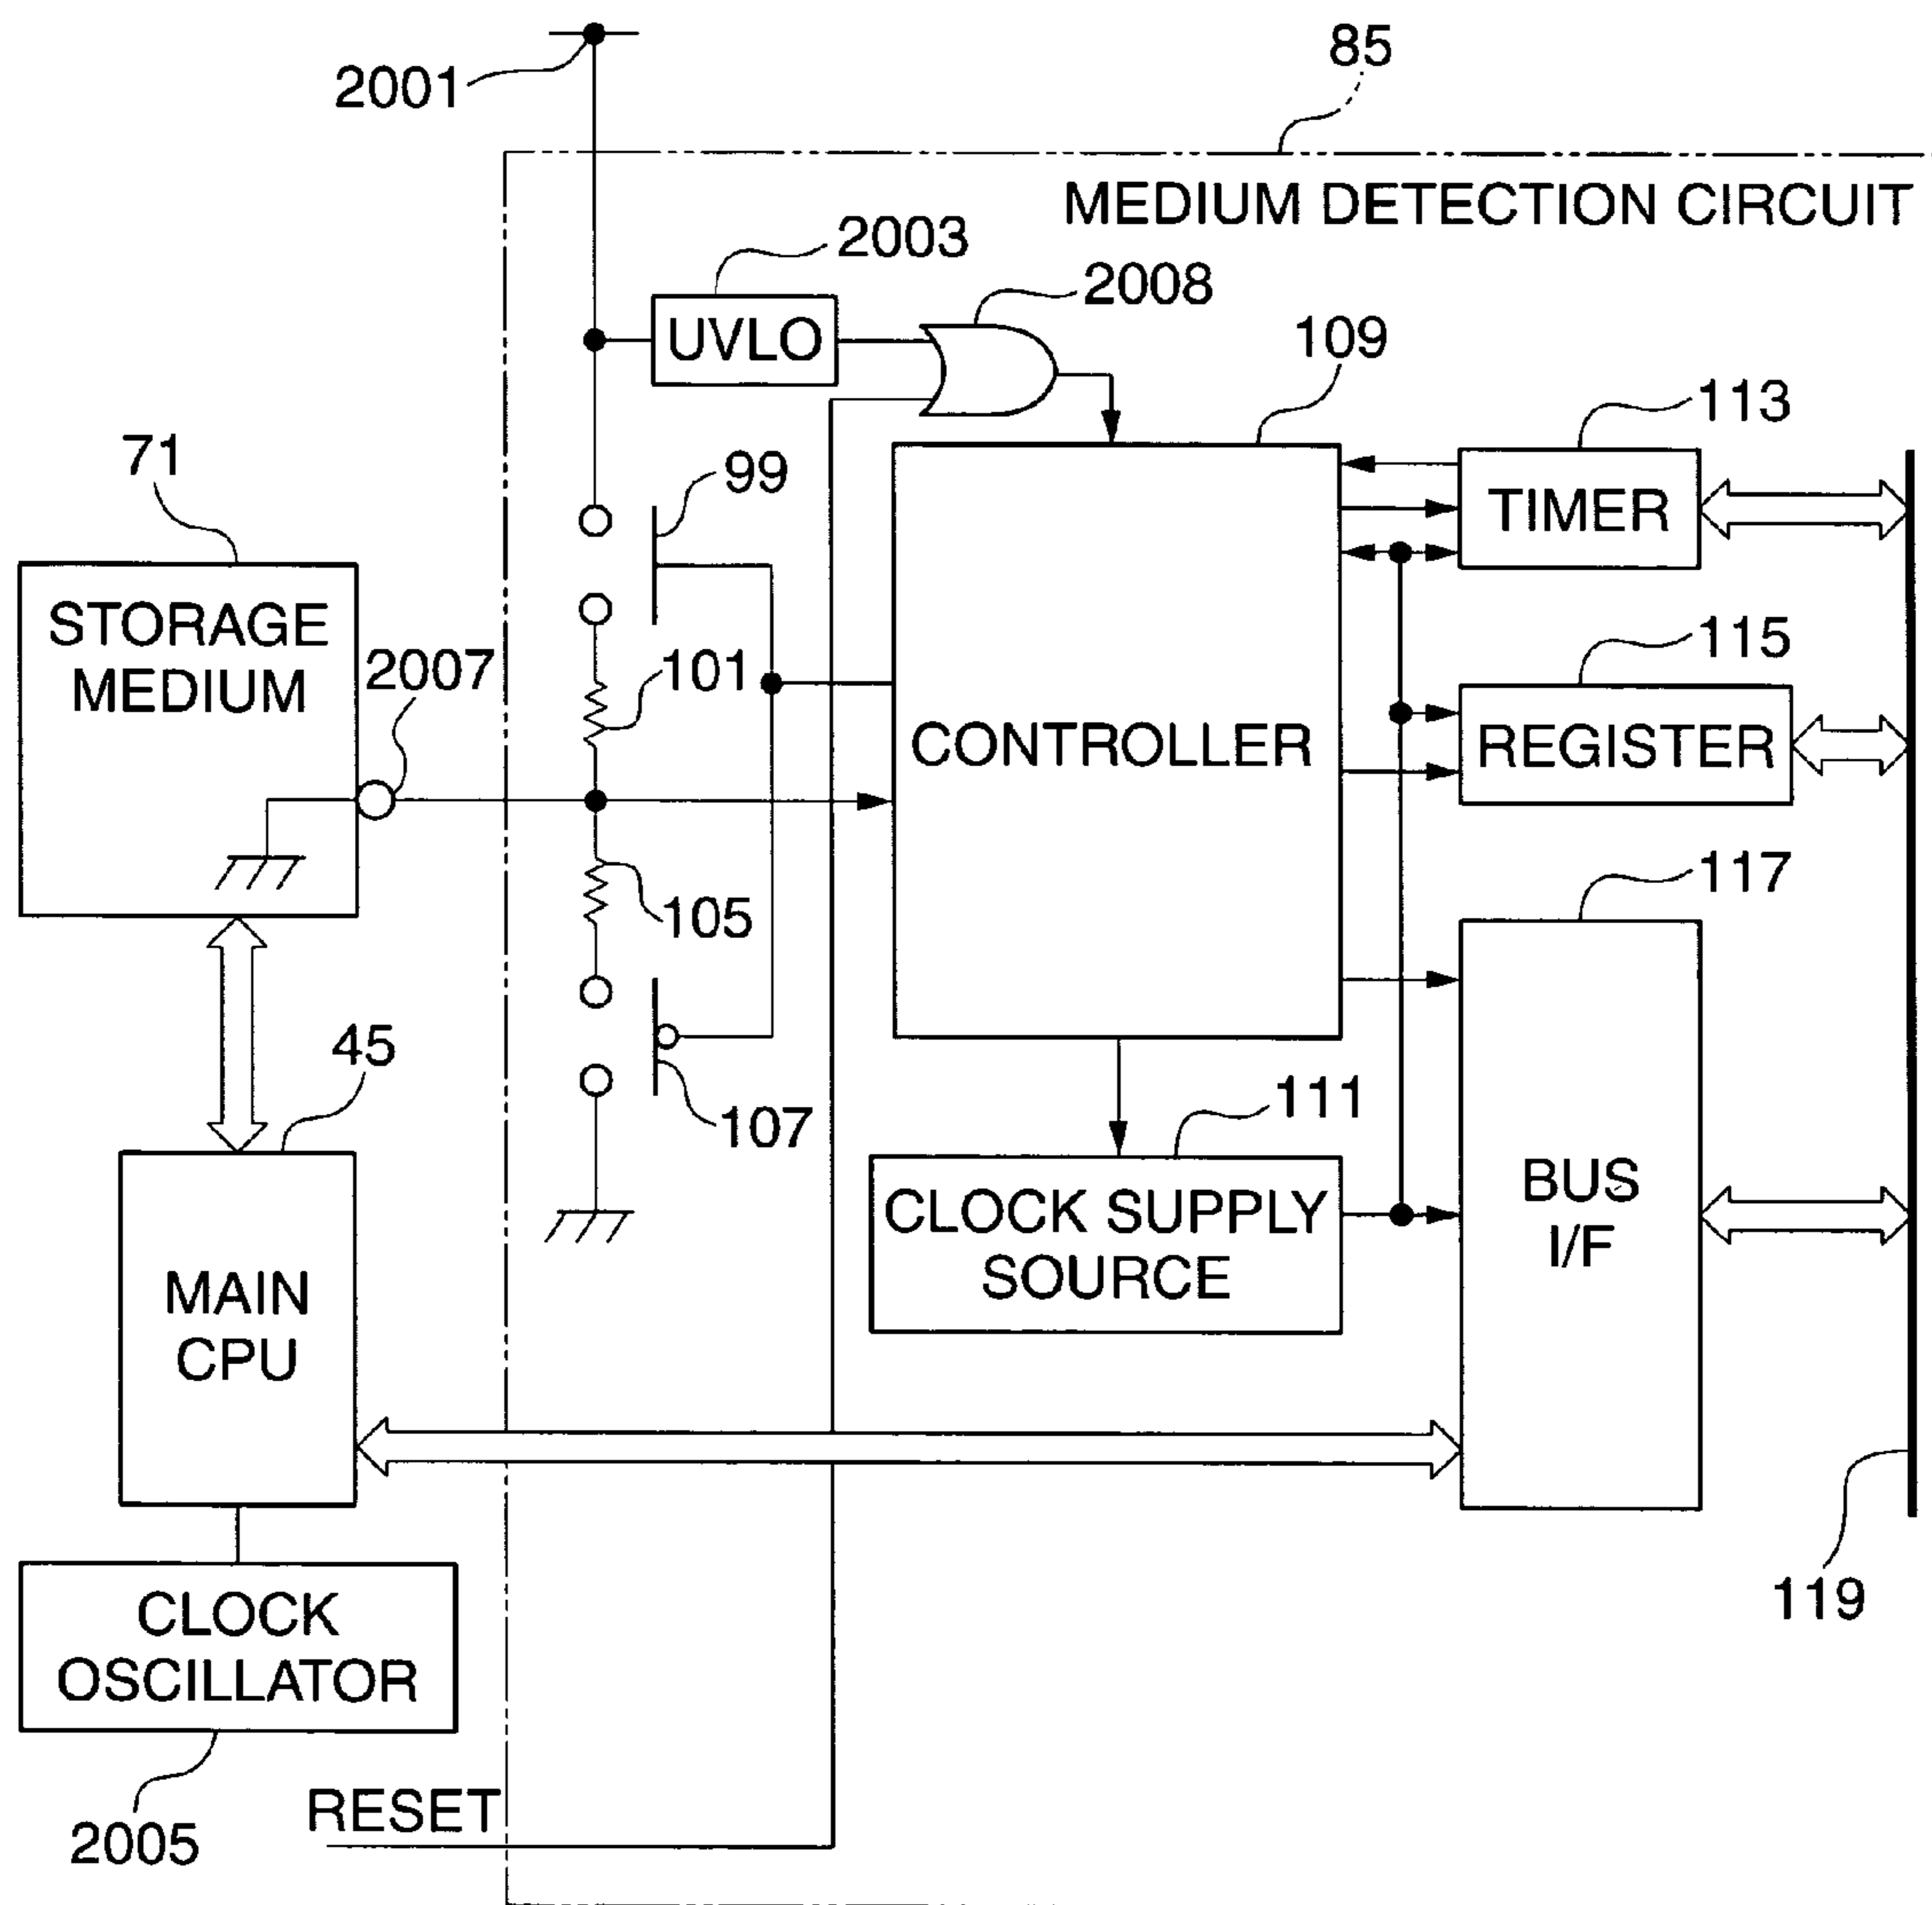 85
2001
MEDIUM DETECTION CIRCUIT
2003
2008
UVLO
109
113
71
99
TIMER
STORAGE
MEDIUM
2007
101
115
CONTROLLER
REGISTER
105
117
45
107
111
CLOCK SUPPLY
SOURCE
BUS
I/F
MAIN
CPU
119
CLOCK
OSCILLATOR
RESET
2005